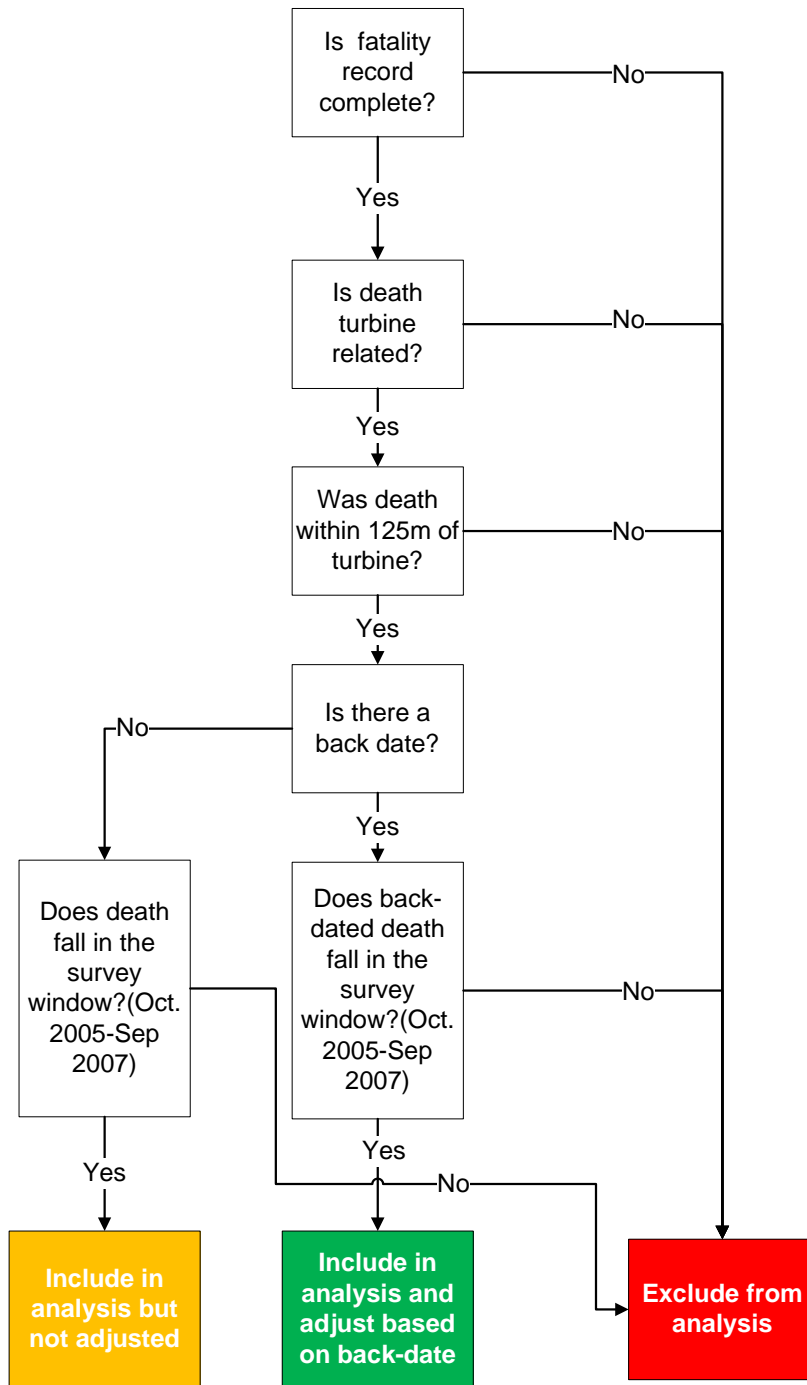 Is fatality
record
complete?
No
Yes
Is death
turbine
related?
No
Yes
Was death
within 125m of
turbine?
No
Yes
Is there a
back date?
No
Yes
Does death
fall in the
survey
window?(Oct.
2005-Sep
2007)
Does back-
dated death
fall in the
survey
window?(Oct.
2005-Sep
2007)
No
Yes
Yes
No
Include in
analysis but
not adjusted
Include in
analysis and
adjust based
on back-date
Exclude from
analysis